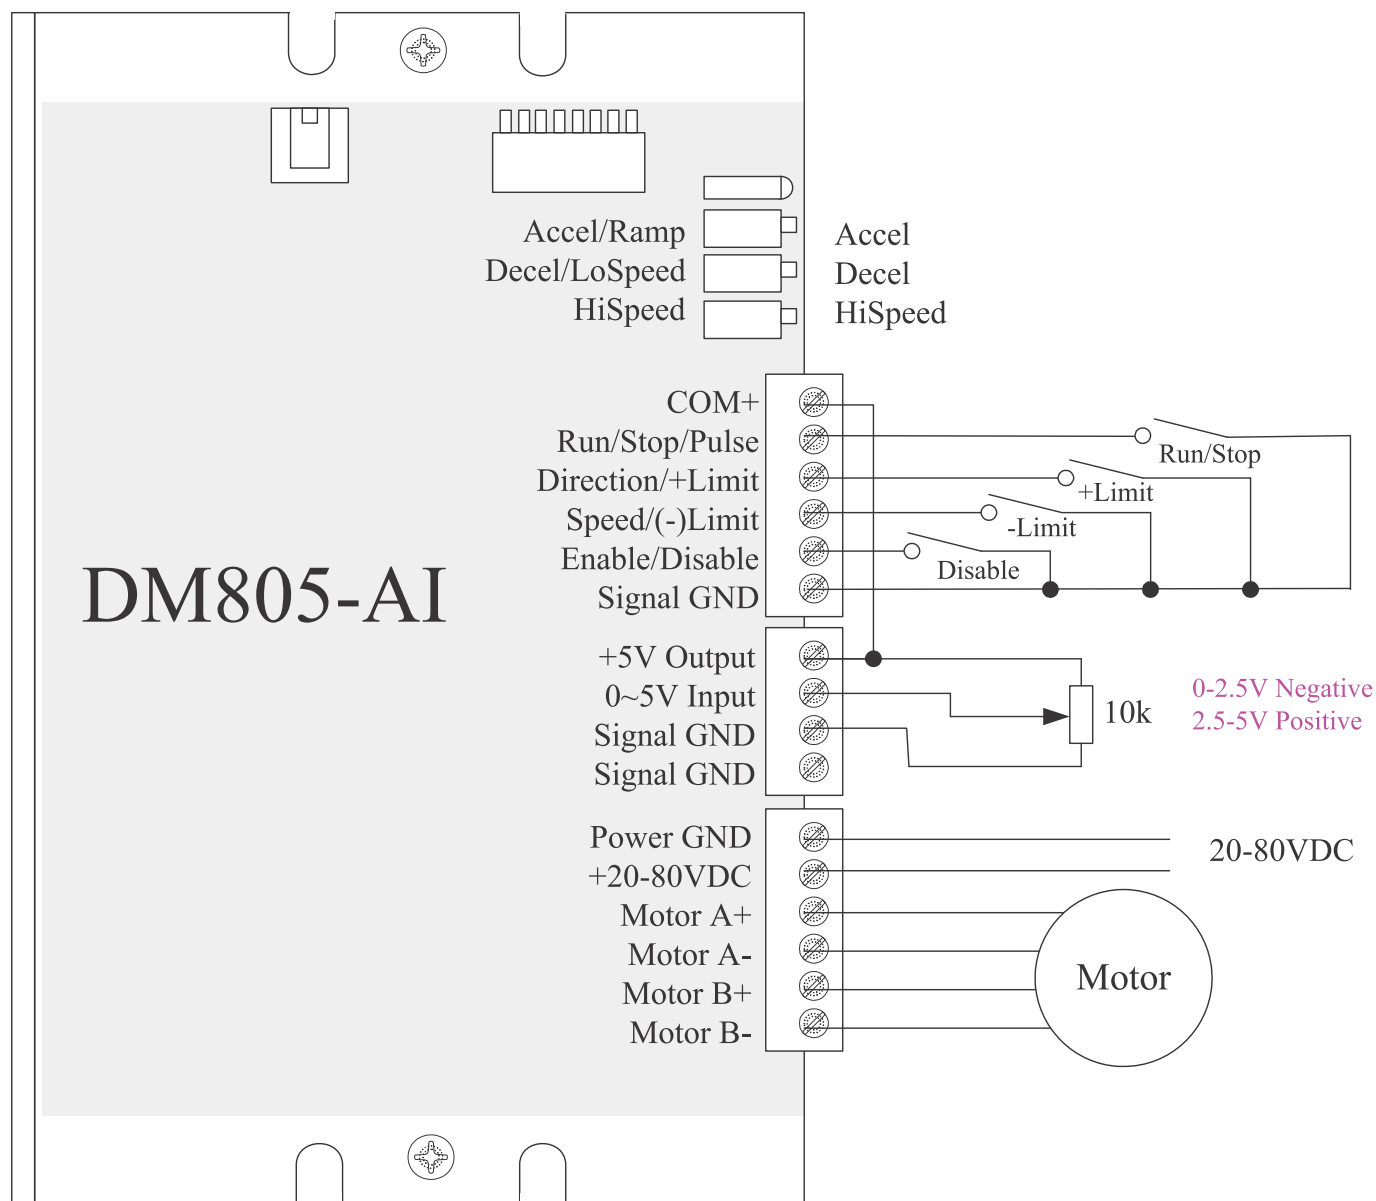 Accel/Ramp
Decel/LoSpeed
HiSpeed
Accel
Decel
HiSpeed
COM+
Run/Stop/Pulse
Direction/+Limit
Speed/(-)Limit
Enable/Disable
Signal GND
Run/Stop
+Limit
-Limit
Disable
DM805-AI
+5V Output
0~5V Input
Signal GND
Signal GND
10k
0-2.5V Negative
2.5-5V Positive
Power GND
+20-80VDC
Motor A+
Motor A-
Motor B+
Motor B-
20-80VDC
Motor